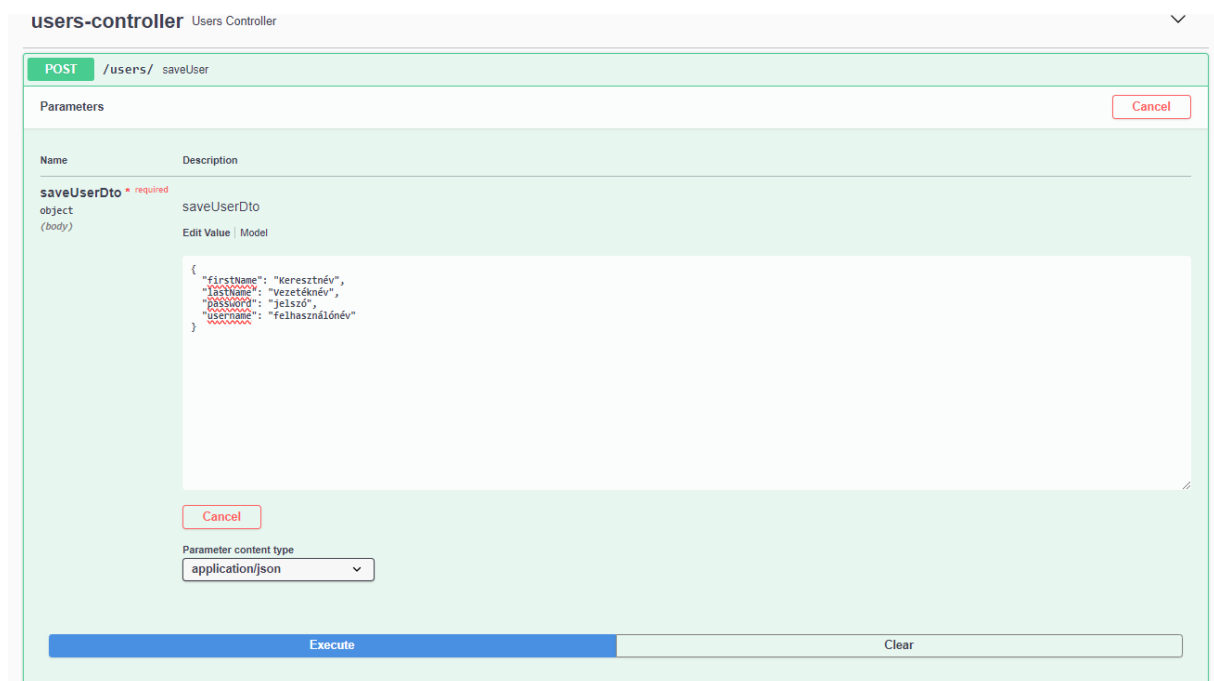 users-controller Users Controller
POST /users/ saveUser
Parameters
Cancel
Name Description
saveUserDto * required
object
(body)
saveUserDto
Edit Value | Model
{
"firstName": "Keresztnév",
"lastName": "Vezetéknév",
"password": "jelszó",
"username": "felhasználónév"
}
Cancel
Parameter content type
application/json
Execute
Clear